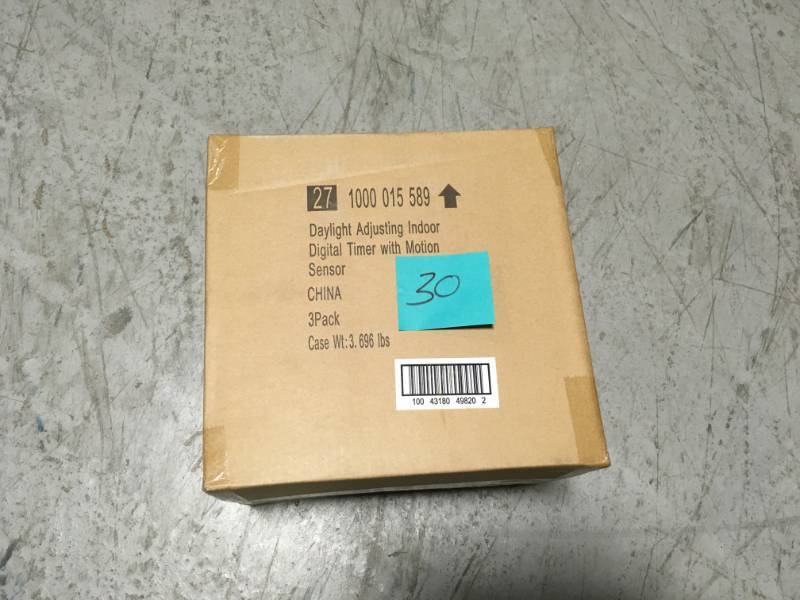 27 1000 015 589
Daylight Adjusting Indoor
Digital Timer with Motion
Sensor
30
CHINA
3Pack
Case Wt:3.696 lbs
100 43180 49820 2